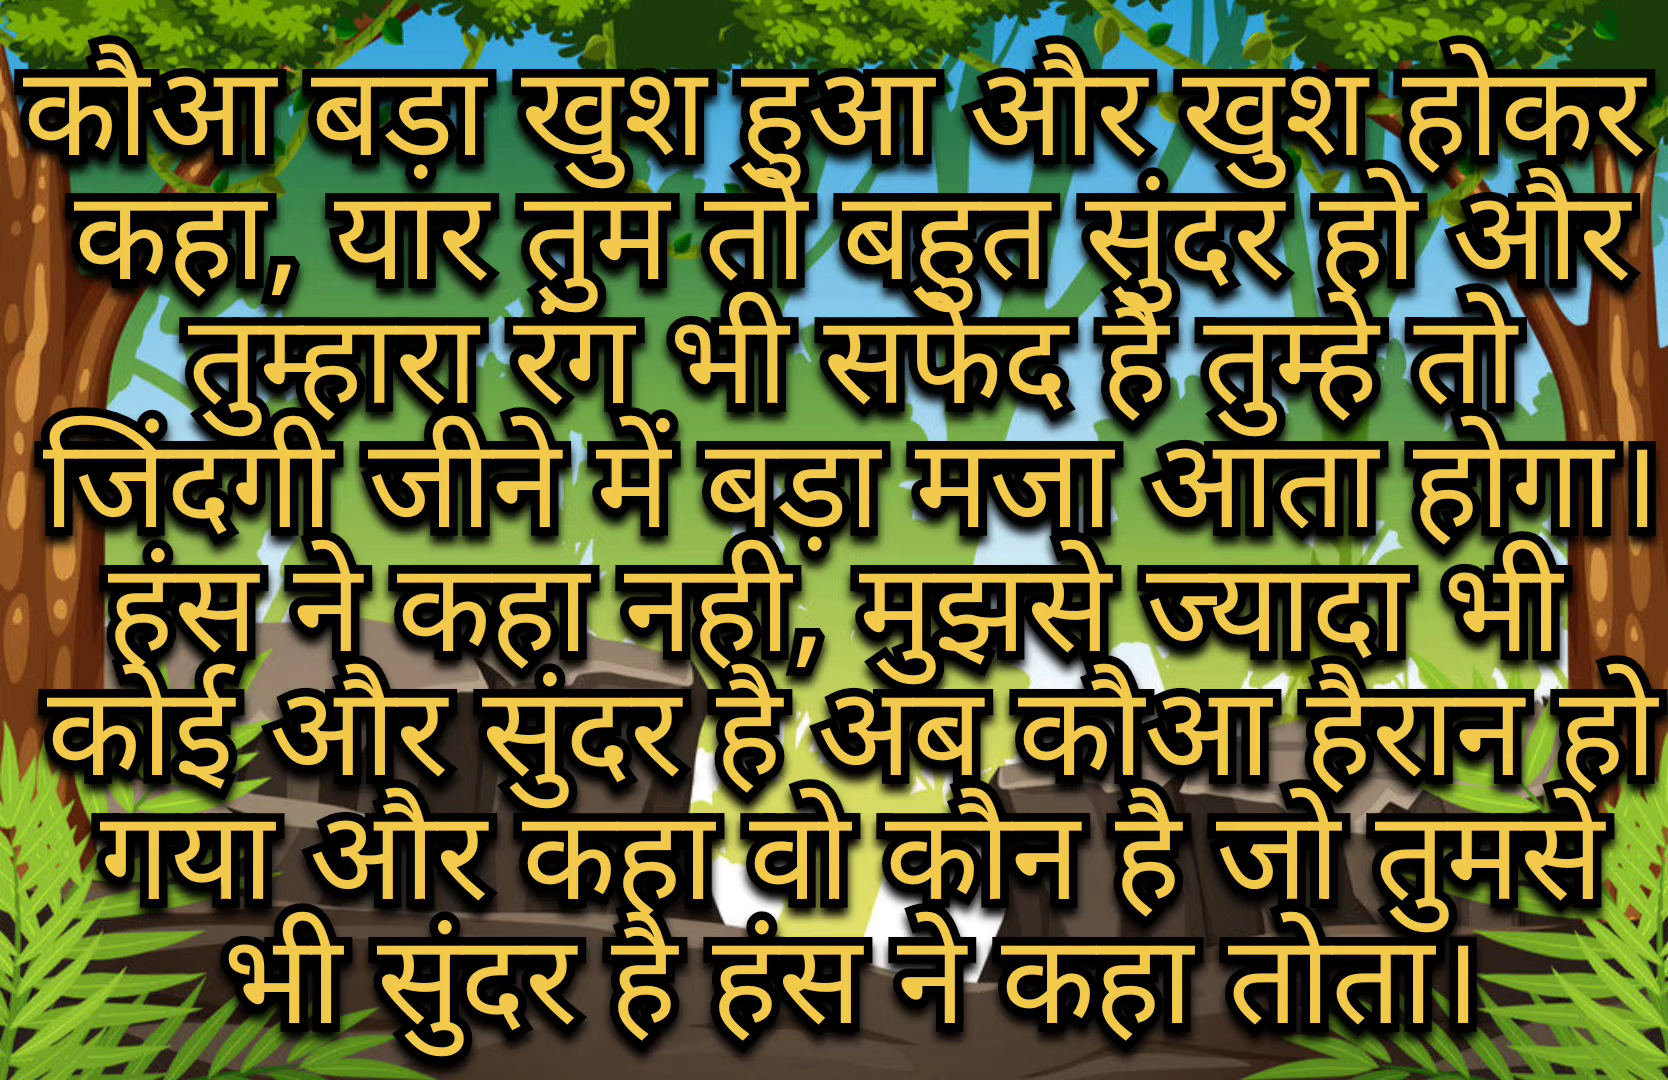 कौआ बड़ा खुश हुआ और खुश होकर
कहा, यार तुम तो बहुत सुंदर हो और
तुम्हारा रंग भी सफेद है तुम्हे तो
जिंदगी जीने में बड़ा मजा आता होगा।
हंस ने कहा नही, मुझसे ज्यादा भी
कोई और सुंदर है अब कौआ हैरान हो
गया और कहा वो कौन है जो तुमसे
भी सुंदर है हंस ने कहा तोता।